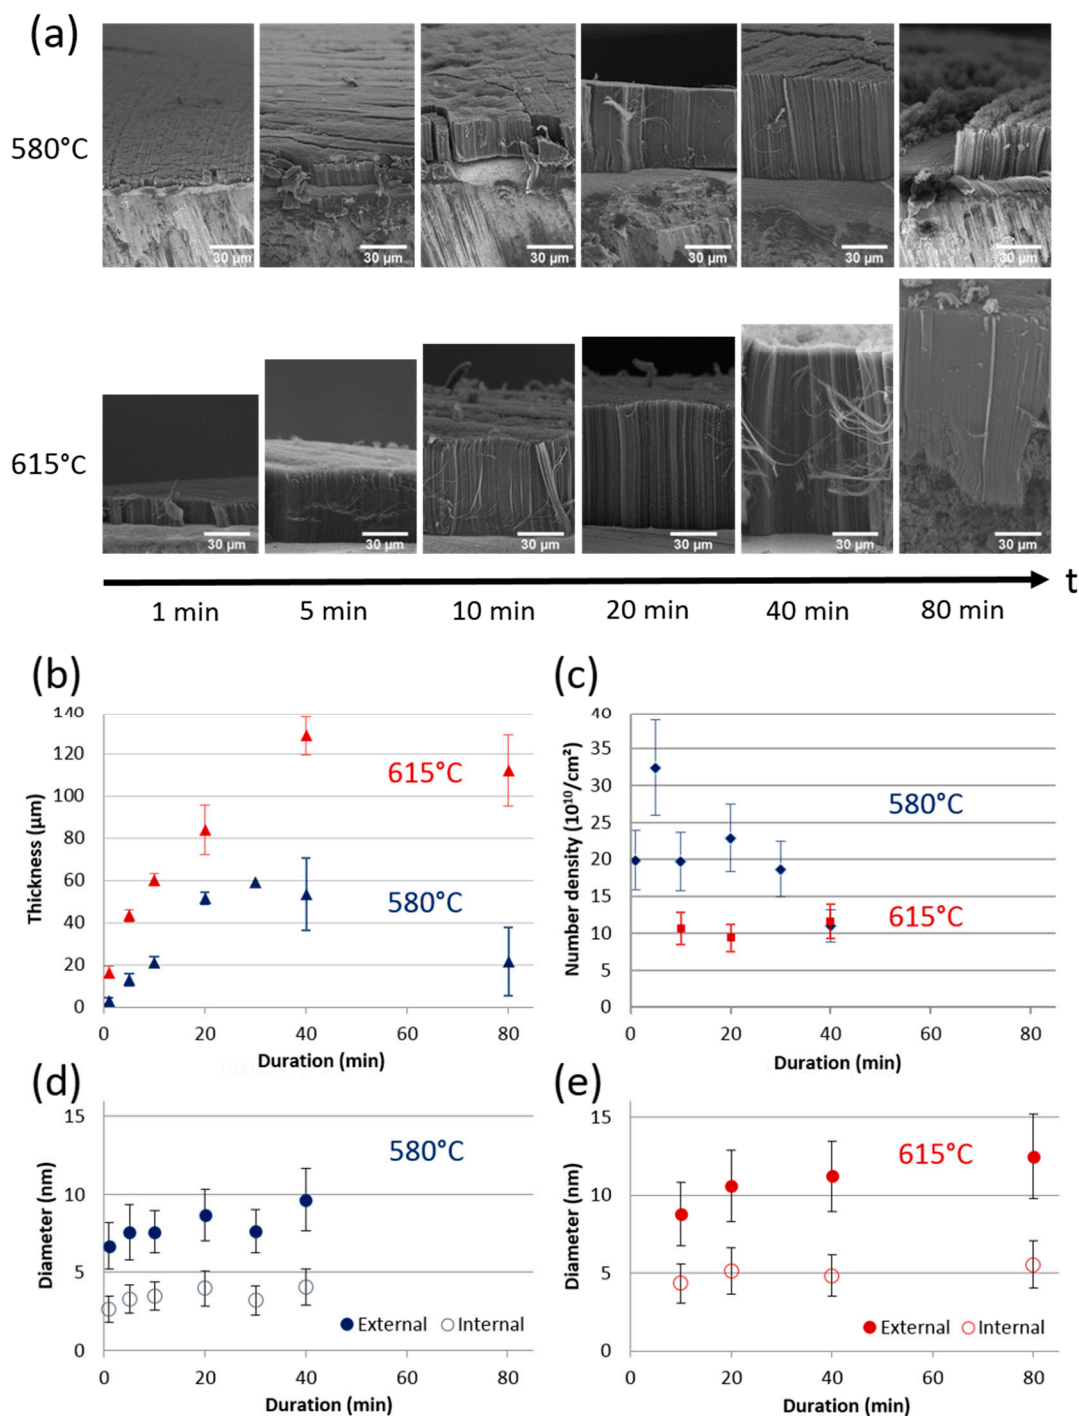 (a)
580°C
30 µm 30 µm 30 µm 30 µm 30 µm 30 µm
615°C
30 µm 30 µm 30 µm 30 µm 30 µm 30 µm
t
1 min 5 min 10 min 20 min 40 min 80 min
(b)
140
120
100
80
60
40
20
0
0 20 40 60 80
Thickness (µm)
Duration (min)
615°C
580°C
(c)
40
35
30
25
20
15
10
5
0
0 20 40 60 80
Number density (10¹⁰/cm²)
Duration (min)
580°C
615°C
(d)
15
10
5
0
0 20 40 60 80
Diameter (nm)
Duration (min)
580°C
External Internal
(e)
15
10
5
0
0 20 40 60 80
Diameter (nm)
Duration (min)
615°C
External Internal